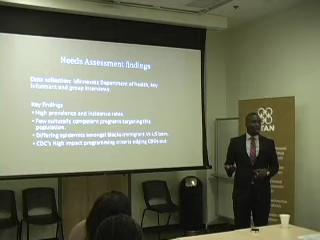 Needs Assessment findings
Data collection: Minnesota Department of Health, key
informant and group interviews.
Key findings
• High prevalence and incidence rates.
• Few culturally competent programs targeting this
population.
• Differing epidemics amongst blacks-immigrant vs US born.
• CDC's High impact programming criteria edging CBOs out.